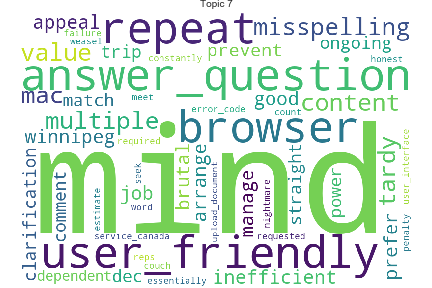 Topic 7
failure
weasel
appeal
repeat
misspelling
constantly
honest
value
trip
prevent
ongoing
meet
answer_question
mac
match
error_code
count
good
content
multiple
browser
required
winnipeg
tardy
user_interface
mind
clarification
comment
seek
job
brutal
arrange
upload_document
nightmare
manage
straight
power
prefer
penalty
estimate
word
service_canada
requested
user_friendly
reps
couch
dependent
dec
essentially
inefficient